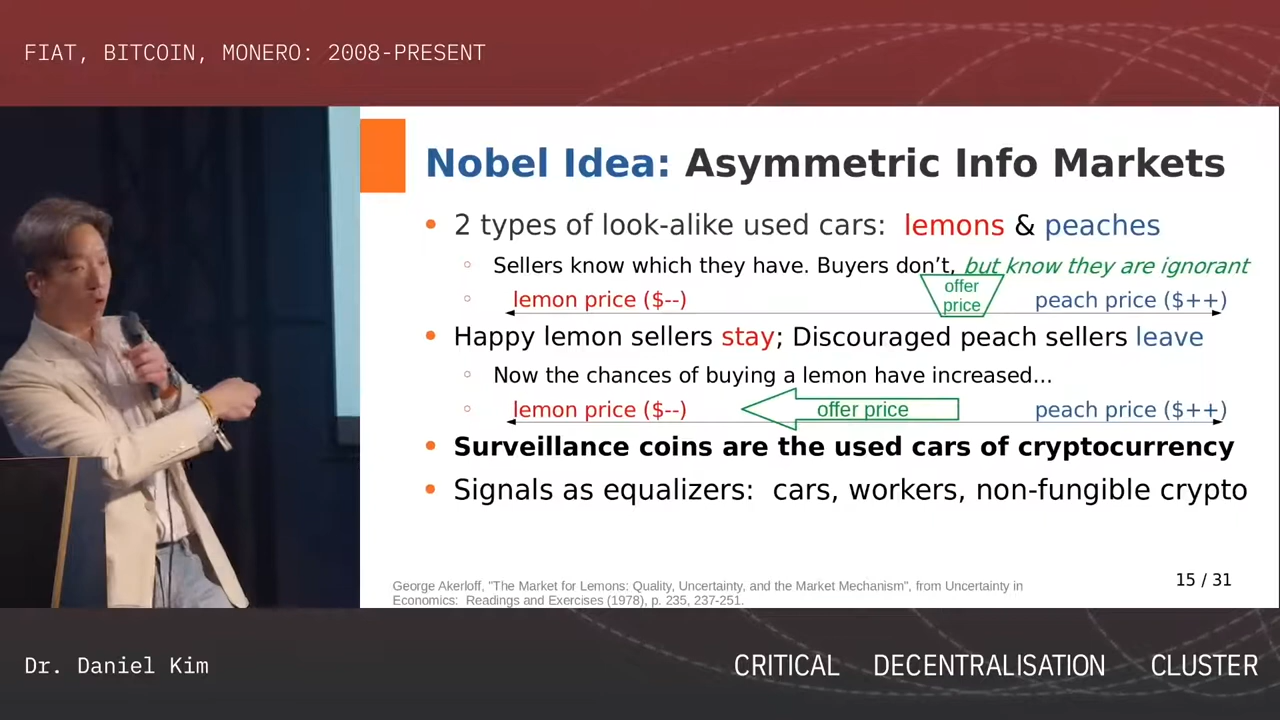 FIAT, BITCOIN, MONERO: 2008-PRESENT
Nobel Idea: Asymmetric Info Markets
• 2 types of look-alike used cars: lemons & peaches
◦ Sellers know which they have. Buyers don't, but know they are ignorant
◦ lemon price ($--) offer price peach price ($++)
• Happy lemon sellers stay; Discouraged peach sellers leave
◦ Now the chances of buying a lemon have increased...
◦ lemon price ($--) offer price peach price ($++)
• Surveillance coins are the used cars of cryptocurrency
• Signals as equalizers: cars, workers, non-fungible crypto
15 / 31
George Akerloff, "The Market for Lemons: Quality, Uncertainty, and the Market Mechanism", from Uncertainty in
Economics: Readings and Exercises (1978), p. 235, 237-251.
Dr. Daniel Kim
CRITICAL DECENTRALISATION CLUSTER